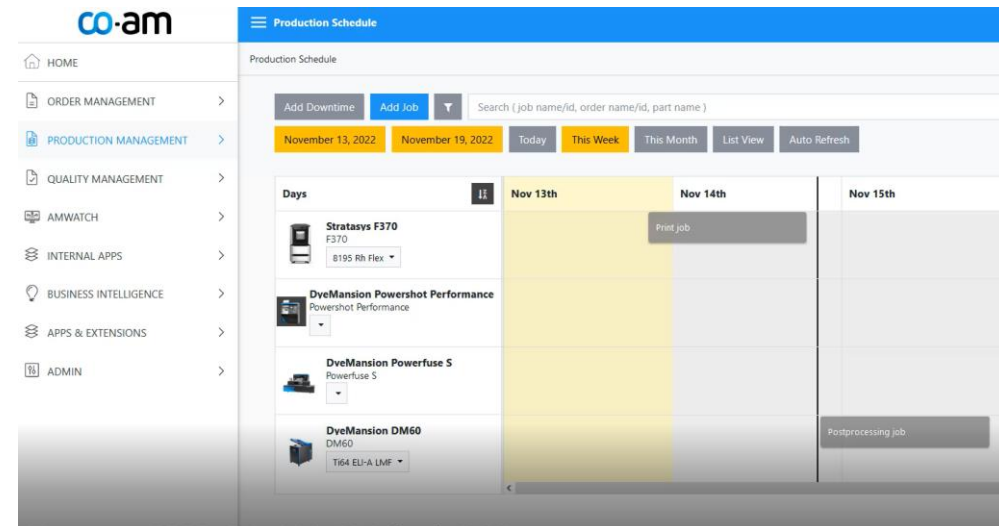 co·am
Production Schedule
HOME
Production Schedule
ORDER MANAGEMENT
Add Downtime Add Job Search ( job name/id, order name/id, part name )
PRODUCTION MANAGEMENT
November 13, 2022 November 19, 2022 Today This Week This Month List View Auto Refresh
QUALITY MANAGEMENT
Days Nov 13th Nov 14th Nov 15th
AMWATCH
Stratasys F370
Print job
F370
INTERNAL APPS
8195 Rh Flex
BUSINESS INTELLIGENCE
DyeMansion Powershot Performance
Powershot Performance
APPS & EXTENSIONS
DyeMansion Powerfuse S
ADMIN
Powerfuse S
DyeMansion DM60
Postprocessing job
DM60
Ti64 ELI-A LMF